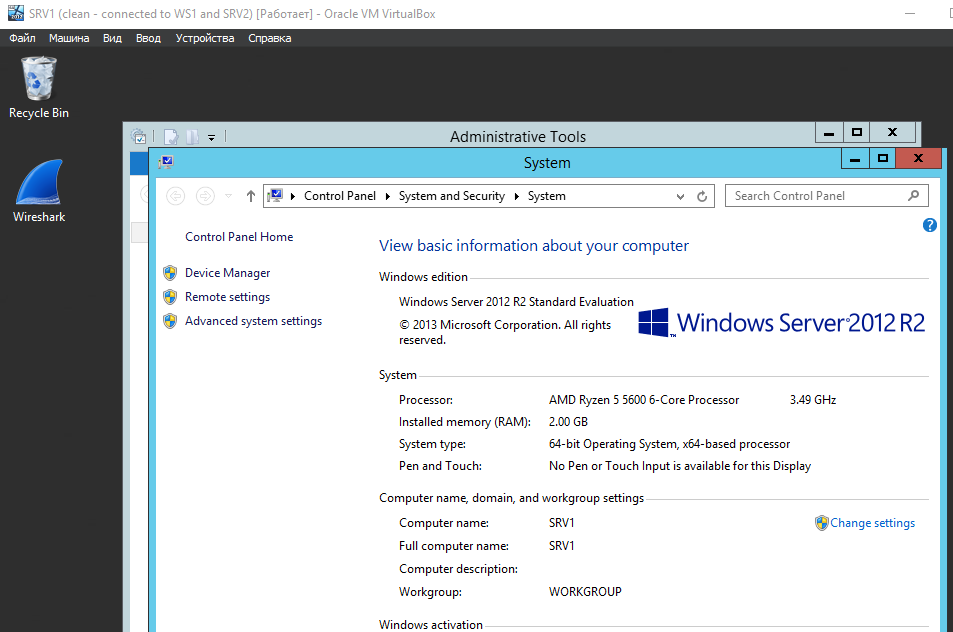 SRV1 (clean - connected to WS1 and SRV2) [Работает] - Oracle VM VirtualBox
Файл Машина Вид Ввод Устройства Справка
Recycle Bin
Wireshark
Administrative Tools
System
Control Panel System and Security System
Search Control Panel
Control Panel Home
Device Manager
Remote settings
Advanced system settings
View basic information about your computer
Windows edition
Windows Server 2012 R2 Standard Evaluation
© 2013 Microsoft Corporation. All rights
reserved.
Windows Server 2012 R2
System
Processor: AMD Ryzen 5 5600 6-Core Processor 3.49 GHz
Installed memory (RAM): 2.00 GB
System type: 64-bit Operating System, x64-based processor
Pen and Touch: No Pen or Touch Input is available for this Display
Computer name, domain, and workgroup settings
Computer name: SRV1 Change settings
Full computer name: SRV1
Computer description:
Workgroup: WORKGROUP
Windows activation